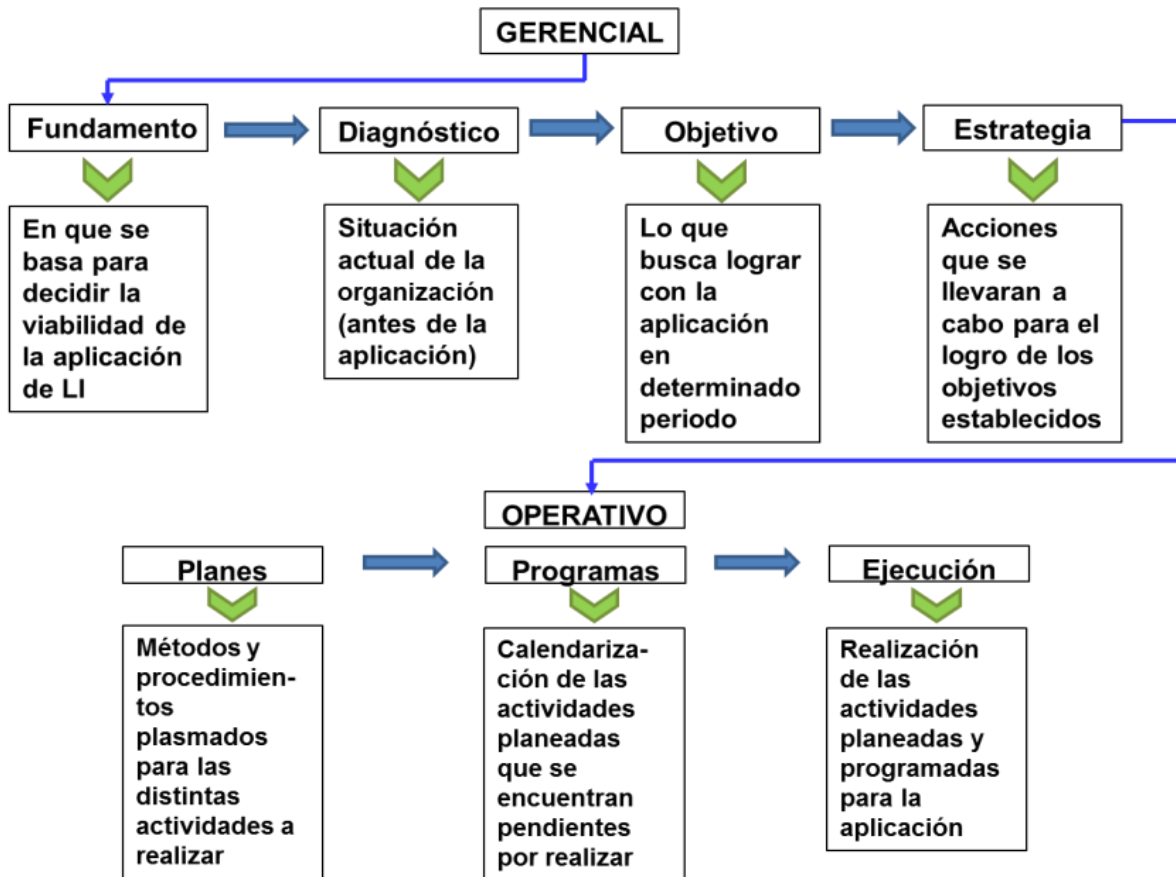 GERENCIAL
Fundamento
Diagnóstico
Objetivo
Estrategia
En que se
basa para
decidir la
viabilidad de
la aplicación
de LI
Situación
actual de la
organización
(antes de la
aplicación)
Lo que
busca lograr
con la
aplicación
en
determinado
periodo
Acciones
que se
llevaran a
cabo para el
logro de los
objetivos
establecidos
OPERATIVO
Planes
Programas
Ejecución
Métodos y
procedimien-
tos
plasmados
para las
distintas
actividades a
realizar
Calendariza-
ción de las
actividades
planeadas
que se
encuentran
pendientes
por realizar
Realización
de las
actividades
planeadas y
programadas
para la
aplicación